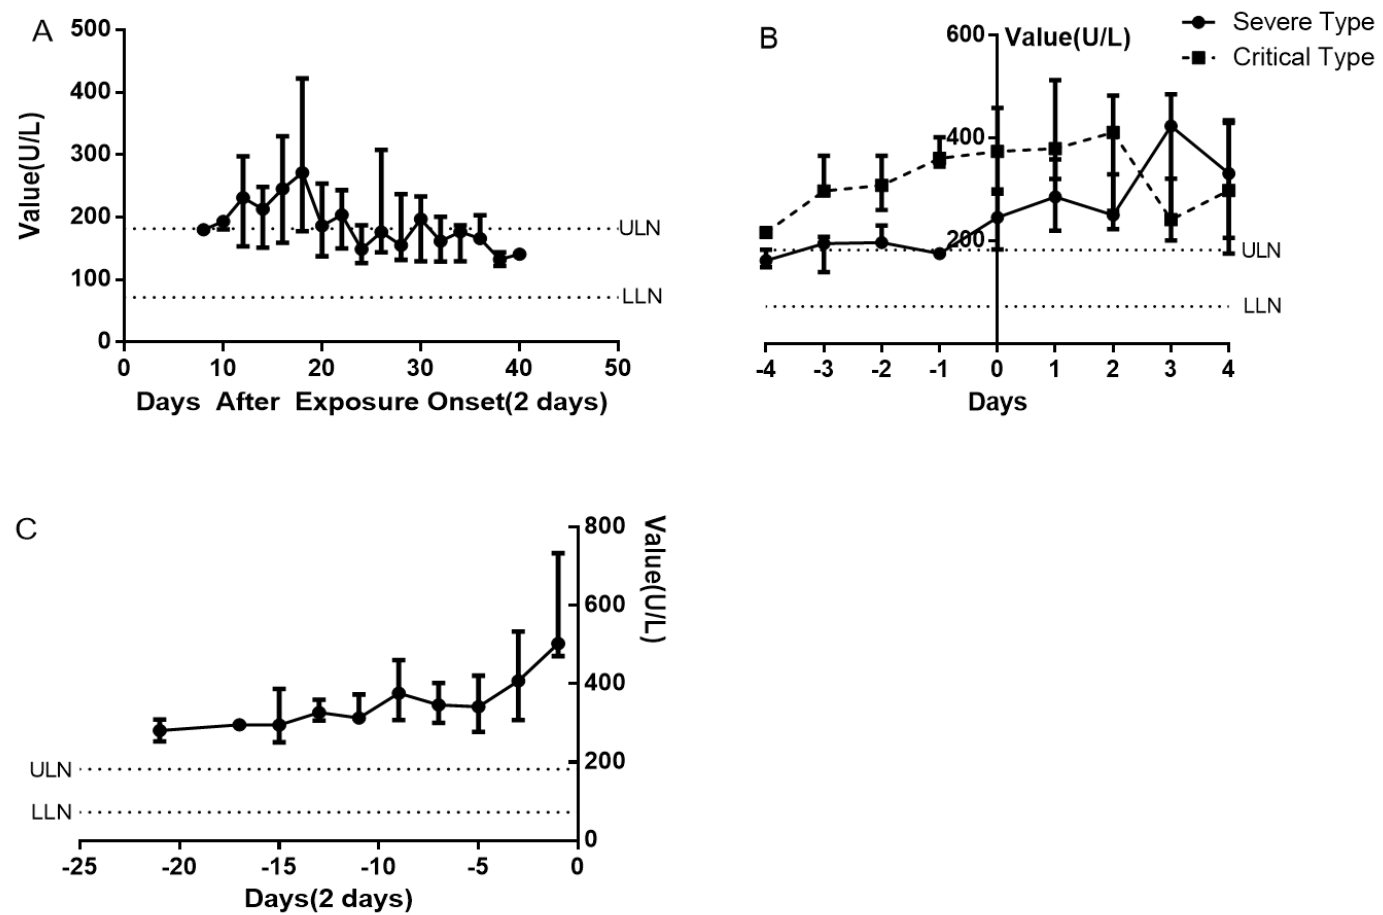 A
500
400
300
200
100
0
Value(U/L)
ULN
LLN
0 10 20 30 40 50
Days After Exposure Onset(2 days)
B
Value(U/L)
600
400
200
Severe Type
Critical Type
ULN
LLN
-4 -3 -2 -1 0 1 2 3 4
Days
C
800
600
400
200
0
Value(U/L)
ULN
LLN
-25 -20 -15 -10 -5 0
Days(2 days)